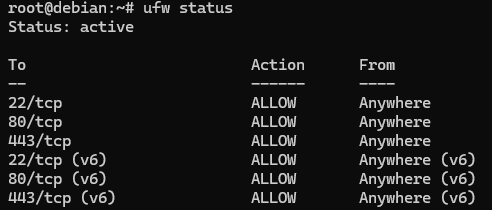 root@debian:~# ufw status
Status: active

To                         Action      From
--                         ------      ----
22/tcp                     ALLOW       Anywhere
80/tcp                     ALLOW       Anywhere
443/tcp                    ALLOW       Anywhere
22/tcp (v6)                ALLOW       Anywhere (v6)
80/tcp (v6)                ALLOW       Anywhere (v6)
443/tcp (v6)               ALLOW       Anywhere (v6)